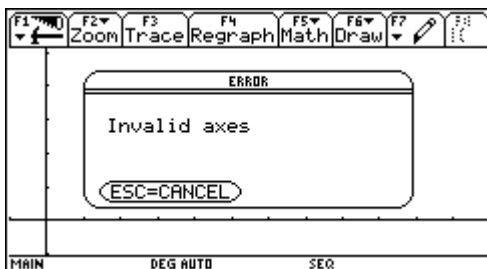 F1 F2 Zoom F3 Trace F4 Regraph F5 Math F6 Draw F7
ERROR
Invalid axes
ESC=CANCEL
MAIN DEG AUTO SEQ